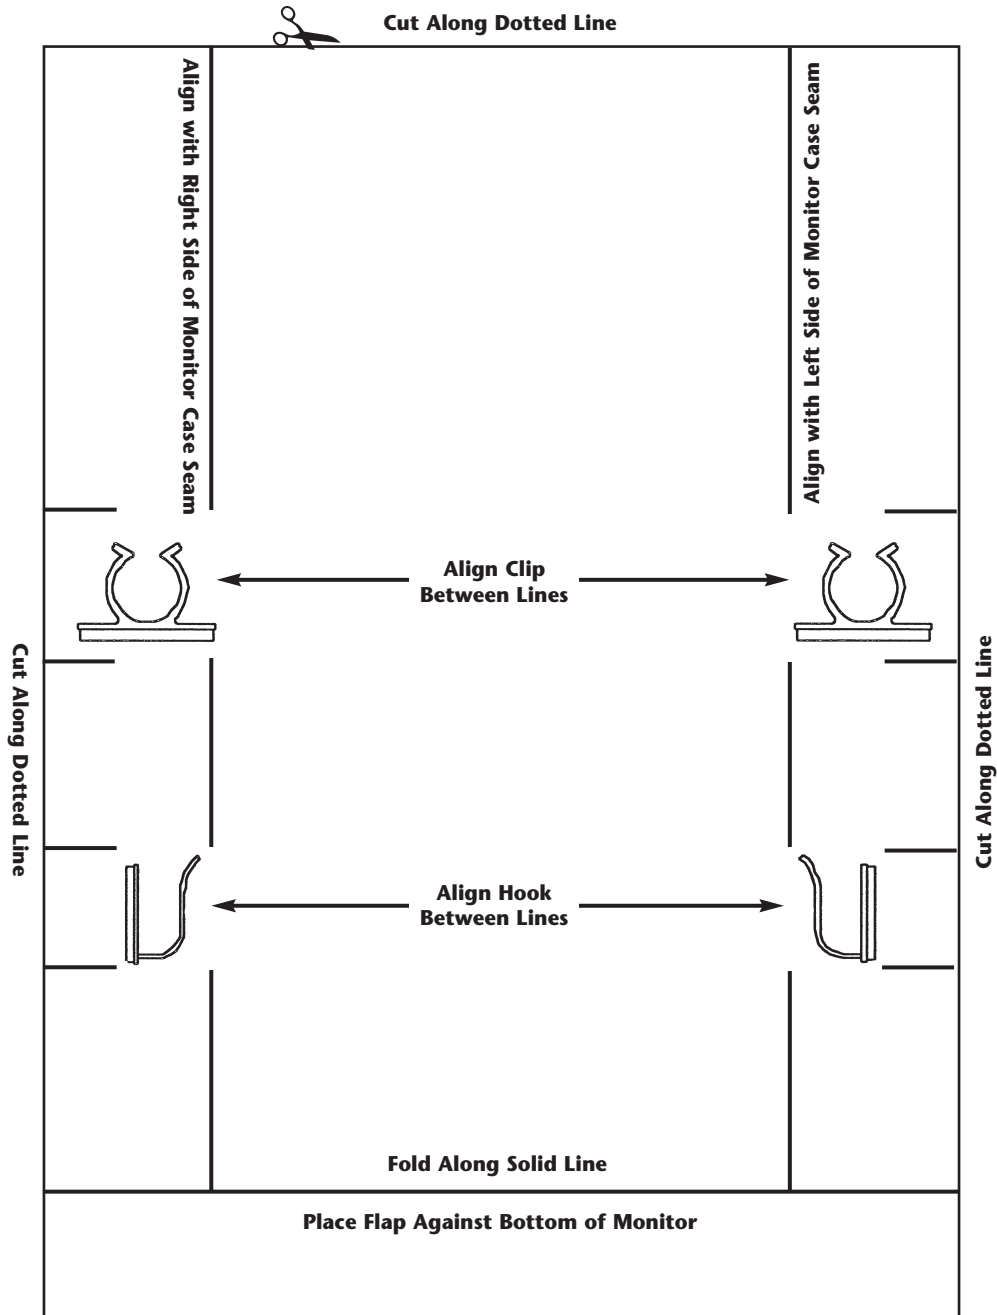 Cut Along Dotted Line
Align with Right Side of Monitor Case Seam
Align with Left Side of Monitor Case Seam
Align Clip
Between Lines
Cut Along Dotted Line
Cut Along Dotted Line
Align Hook
Between Lines
Fold Along Solid Line
Place Flap Against Bottom of Monitor